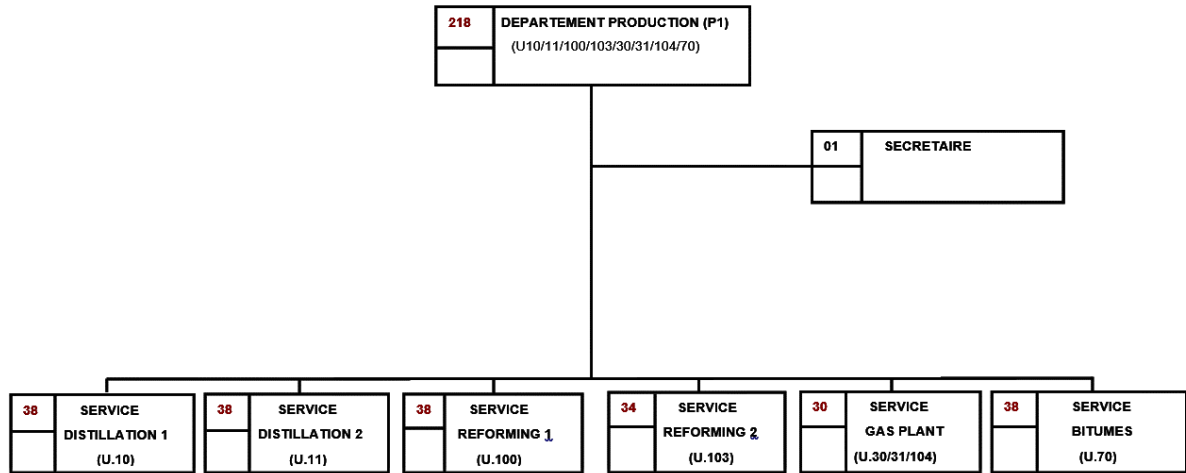 218 DEPARTEMENT PRODUCTION (P1)
(U10/11/100/103/30/31/104/70)
01 SECRETAIRE
38 SERVICE
DISTILLATION 1
(U.10)
38 SERVICE
DISTILLATION 2
(U.11)
38 SERVICE
REFORMING 1
(U.100)
34 SERVICE
REFORMING 2
(U.103)
30 SERVICE
GAS PLANT
(U.30/31/104)
38 SERVICE
BITUMES
(U.70)